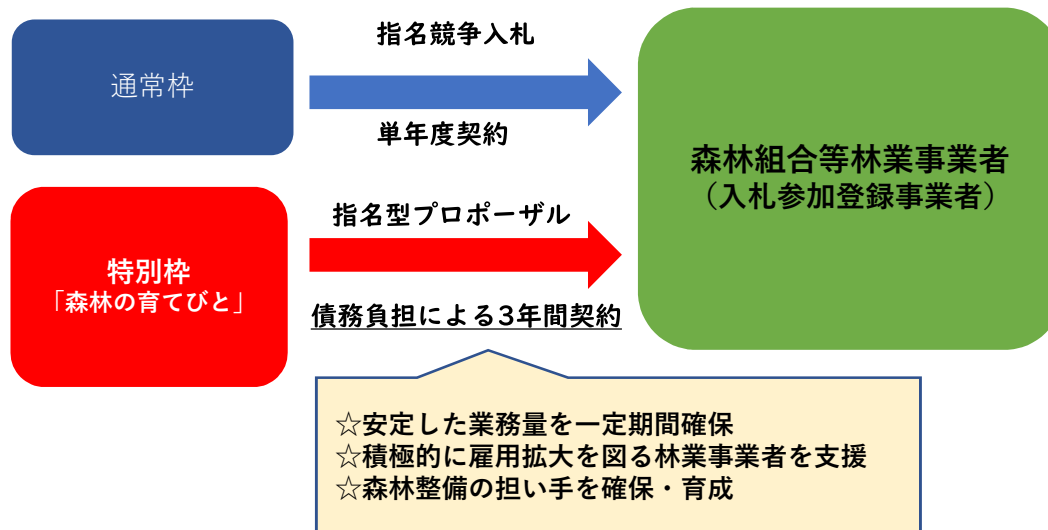 通常枠
指名競争入札
単年度契約
特別枠
「森林の育てびと」
指名型プロポーザル
債務負担による3年間契約
森林組合等林業事業者
（入札参加登録事業者）
☆安定した業務量を一定期間確保
☆積極的に雇用拡大を図る林業事業者を支援
☆森林整備の担い手を確保・育成